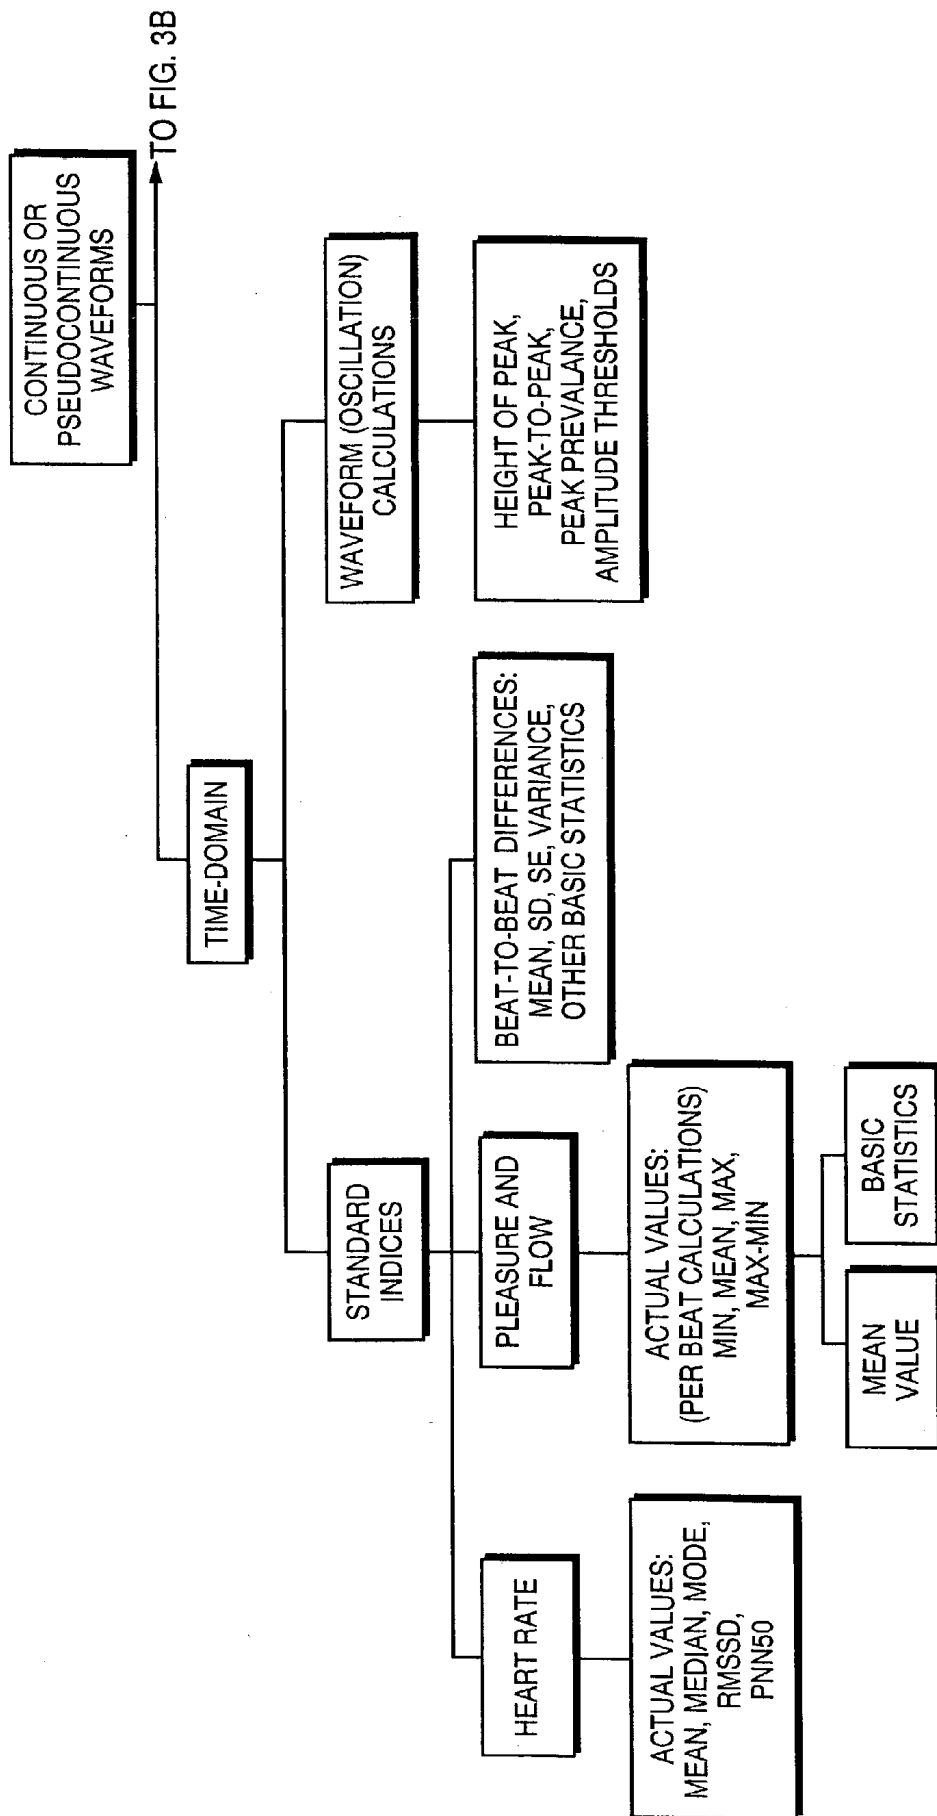 CONTINUOUS OR
PSEUDOCONTINUOUS
WAVEFORMS
TO FIG. 3B
TIME-DOMAIN
STANDARD
INDICES
WAVEFORM (OSCILLATION)
CALCULATIONS
HEART RATE
PLEASURE AND
FLOW
BEAT-TO-BEAT DIFFERENCES:
MEAN, SD, SE, VARIANCE,
OTHER BASIC STATISTICS
HEIGHT OF PEAK,
PEAK-TO-PEAK,
PEAK PREVALANCE,
AMPLITUDE THRESHOLDS
ACTUAL VALUES:
MEAN, MEDIAN, MODE,
RMSSD,
PNN50
ACTUAL VALUES:
(PER BEAT CALCULATIONS)
MIN, MEAN, MAX,
MAX-MIN
MEAN
VALUE
BASIC
STATISTICS